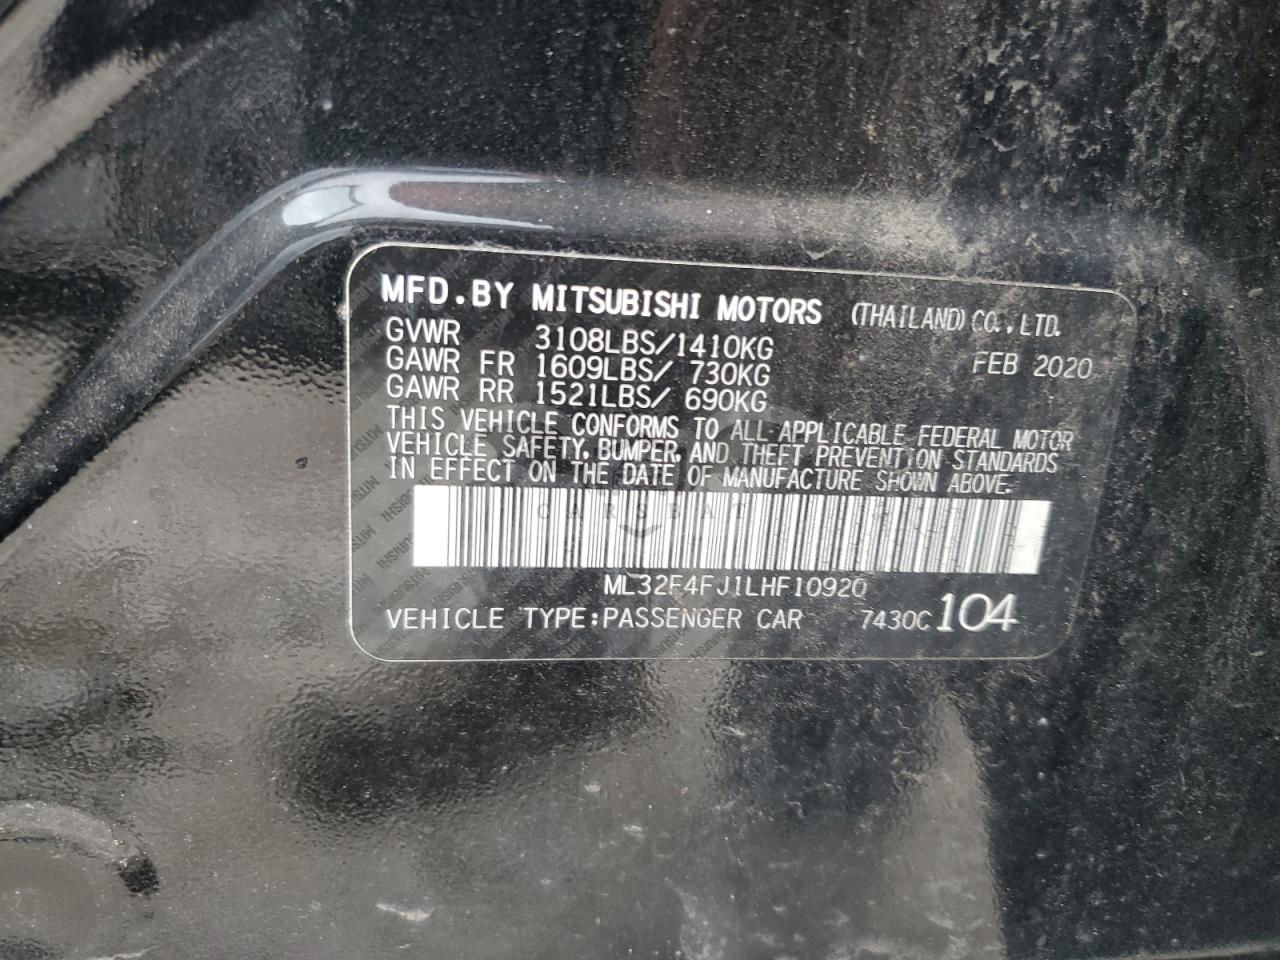 MFD.BY MITSUBISHI MOTORS (THAILAND) CO., LTD.
GVWR 3108LBS/1410KG FEB 2020
GAWR FR 1609LBS/ 730KG
GAWR RR 1521LBS/ 690KG
THIS VEHICLE CONFORMS TO ALL APPLICABLE FEDERAL MOTOR
VEHICLE SAFETY, BUMPER, AND THEFT PREVENTION STANDARDS
IN EFFECT ON THE DATE OF MANUFACTURE SHOWN ABOVE.
ML32F4FJ1LHF10920
VEHICLE TYPE:PASSENGER CAR 7430C 104